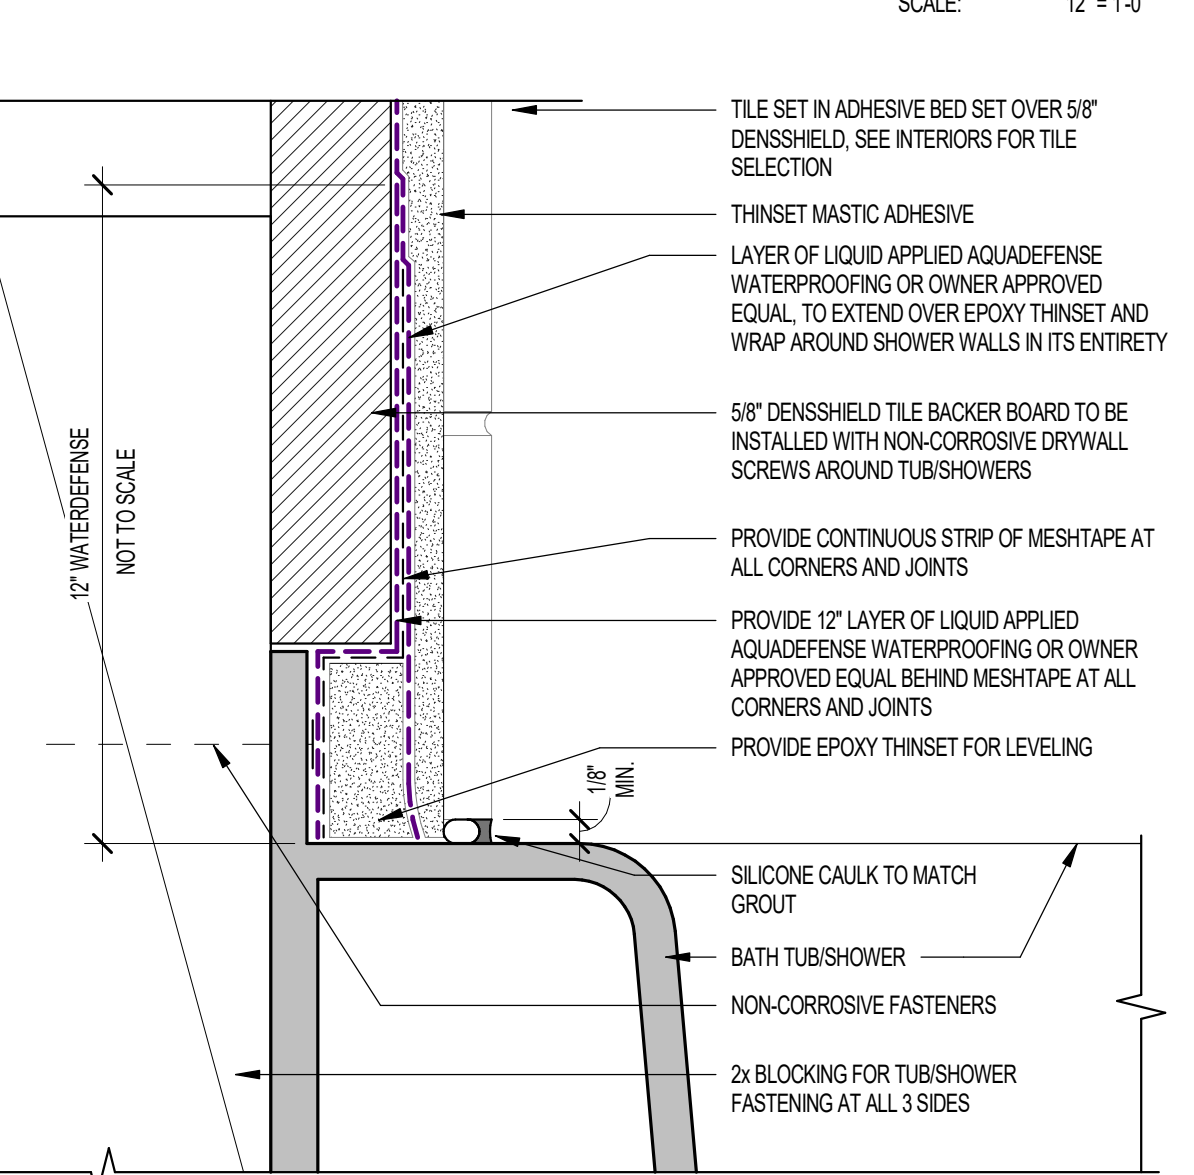 SCALE: 12" = 1'-0"
TILE SET IN ADHESIVE BED SET OVER 5/8"
DENSSHIELD, SEE INTERIORS FOR TILE
SELECTION
THINSET MASTIC ADHESIVE
LAYER OF LIQUID APPLIED AQUADEFENSE
WATERPROOFING OR OWNER APPROVED
EQUAL, TO EXTEND OVER EPOXY THINSET AND
WRAP AROUND SHOWER WALLS IN ITS ENTIRETY
5/8" DENSSHIELD TILE BACKER BOARD TO BE
INSTALLED WITH NON-CORROSIVE DRYWALL
SCREWS AROUND TUB/SHOWERS
12" WATERDEFENSE
NOT TO SCALE
PROVIDE CONTINUOUS STRIP OF MESHTAPE AT
ALL CORNERS AND JOINTS
PROVIDE 12" LAYER OF LIQUID APPLIED
AQUADEFENSE WATERPROOFING OR OWNER
APPROVED EQUAL BEHIND MESHTAPE AT ALL
CORNERS AND JOINTS
PROVIDE EPOXY THINSET FOR LEVELING
1/8"
MIN.
SILICONE CAULK TO MATCH
GROUT
BATH TUB/SHOWER
NON-CORROSIVE FASTENERS
2x BLOCKING FOR TUB/SHOWER
FASTENING AT ALL 3 SIDES